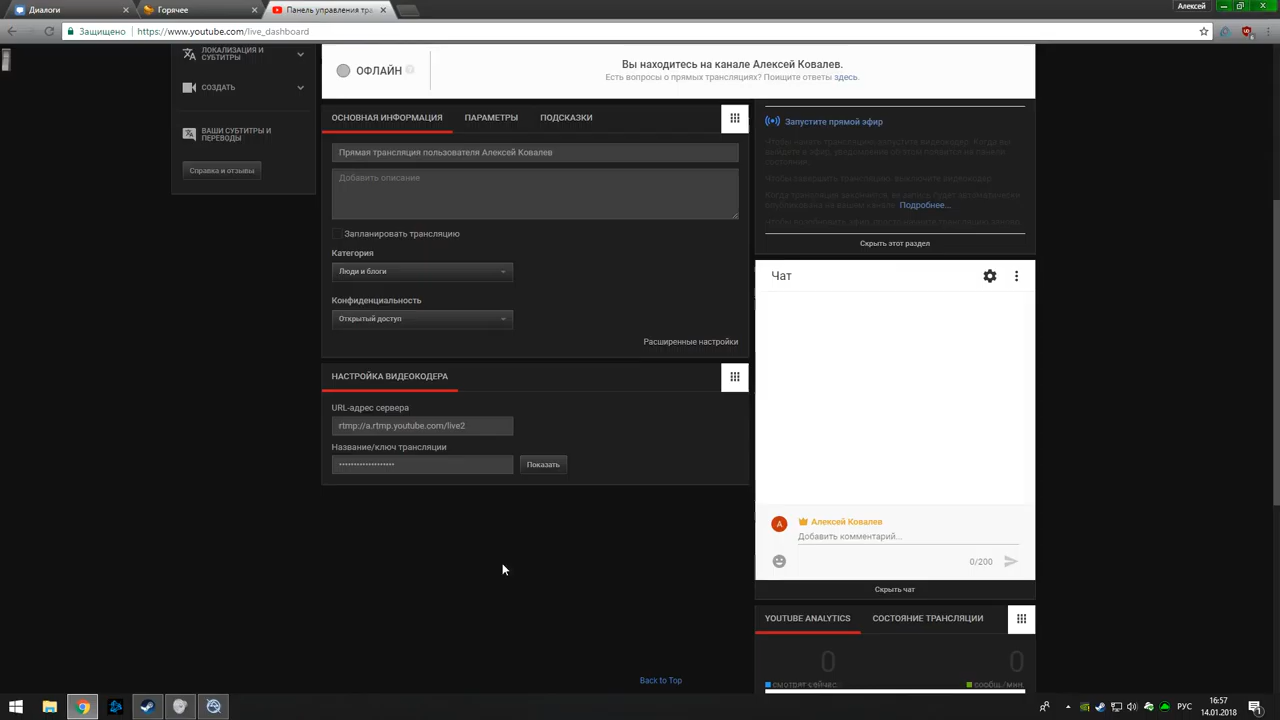 Диалоги
Горячее
Панель управления тра
Алексей
Защищено
https://www.youtube.com/live_dashboard
ЛОКАЛИЗАЦИЯ И
СУБТИТРЫ
СОЗДАТЬ
ВАШИ СУБТИТРЫ И
ПЕРЕВОДЫ
Справка и отзывы
ОФЛАЙН
Вы находитесь на канале Алексей Ковалев.
Есть вопросы о прямых трансляциях? Поищите ответы здесь.
ОСНОВНАЯ ИНФОРМАЦИЯ
ПАРАМЕТРЫ
ПОДСКАЗКИ
Прямая трансляция пользователя Алексей Ковалев
Добавить описание
Запланировать трансляцию
Категория
Люди и блоги
Конфиденциальность
Открытый доступ
Расширенные настройки
НАСТРОЙКА ВИДЕОКОДЕРА
URL-адрес сервера
rtmp://a.rtmp.youtube.com/live2
Название/ключ трансляции
Показать
Back to Top
Запустите прямой эфир
Подробнее...
Скрыть этот раздел
Чат
Алексей Ковалев
Добавить комментарий...
0/200
Скрыть чат
YOUTUBE ANALYTICS
СОСТОЯНИЕ ТРАНСЛЯЦИИ
0
0
смотрят сейчас
сообщ./мин.
РУС
16:57
14.01.2018